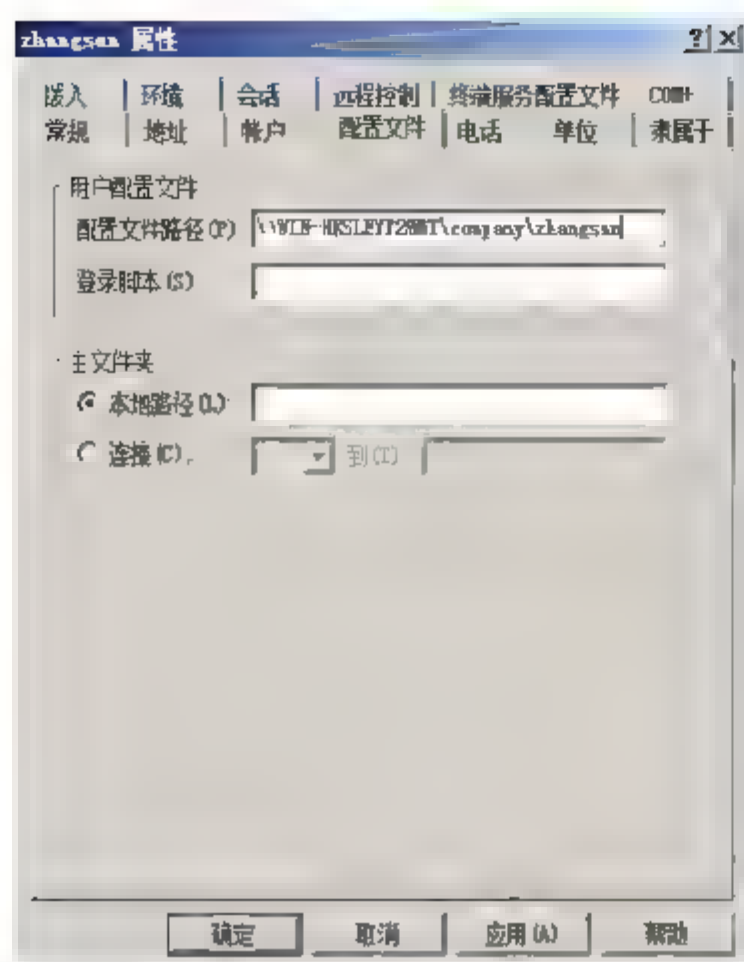 zhangsan 属性
拨入 环境 会话 远程控制 终端服务配置文件 COM+
常规 地址 帐户 配置文件 电话 单位 隶属于
用户配置文件
配置文件路径(P) \company\zhangsan
登录脚本(S)
主文件夹
本地路径(L)
连接(C) 到(T)
确定 取消 应用(A) 帮助